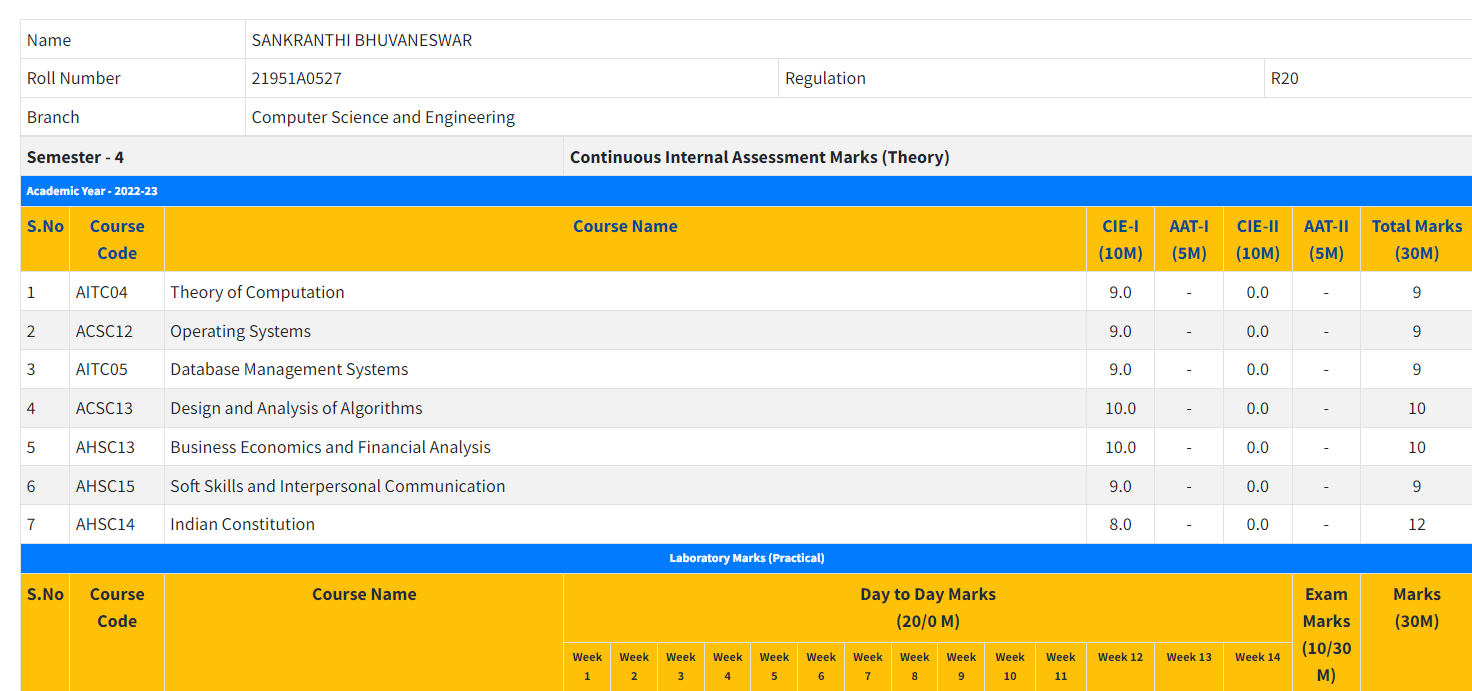 Name SANKRANTHI BHUVANESWAR
Roll Number 21951A0527 Regulation R20
Branch Computer Science and Engineering
Semester - 4 Continuous Internal Assessment Marks (Theory)
Academic Year - 2022-23
S.No Course Code Course Name CIE-I (10M) AAT-I (5M) CIE-II (10M) AAT-II (5M) Total Marks (30M)
1 AITC04 Theory of Computation 9.0 - 0.0 - 9
2 ACSC12 Operating Systems 9.0 - 0.0 - 9
3 AITC05 Database Management Systems 9.0 - 0.0 - 9
4 ACSC13 Design and Analysis of Algorithms 10.0 - 0.0 - 10
5 AHSC13 Business Economics and Financial Analysis 10.0 - 0.0 - 10
6 AHSC15 Soft Skills and Interpersonal Communication 9.0 - 0.0 - 9
7 AHSC14 Indian Constitution 8.0 - 0.0 - 12
Laboratory Marks (Practical)
S.No Course Code Course Name Day to Day Marks (20/0 M) Exam Marks (10/30 M) Marks (30M)
Week 1 Week 2 Week 3 Week 4 Week 5 Week 6 Week 7 Week 8 Week 9 Week 10 Week 11 Week 12 Week 13 Week 14